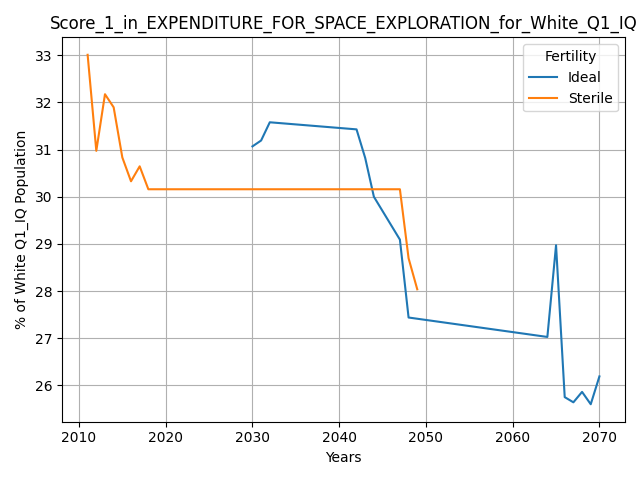 Score_1_in_EXPENDITURE_FOR_SPACE_EXPLORATION_for_White_Q1_IQ
Fertility
Ideal
Sterile
% of White Q1_IQ Population
33
32
31
30
29
28
27
26
2010 2020 2030 2040 2050 2060 2070
Years